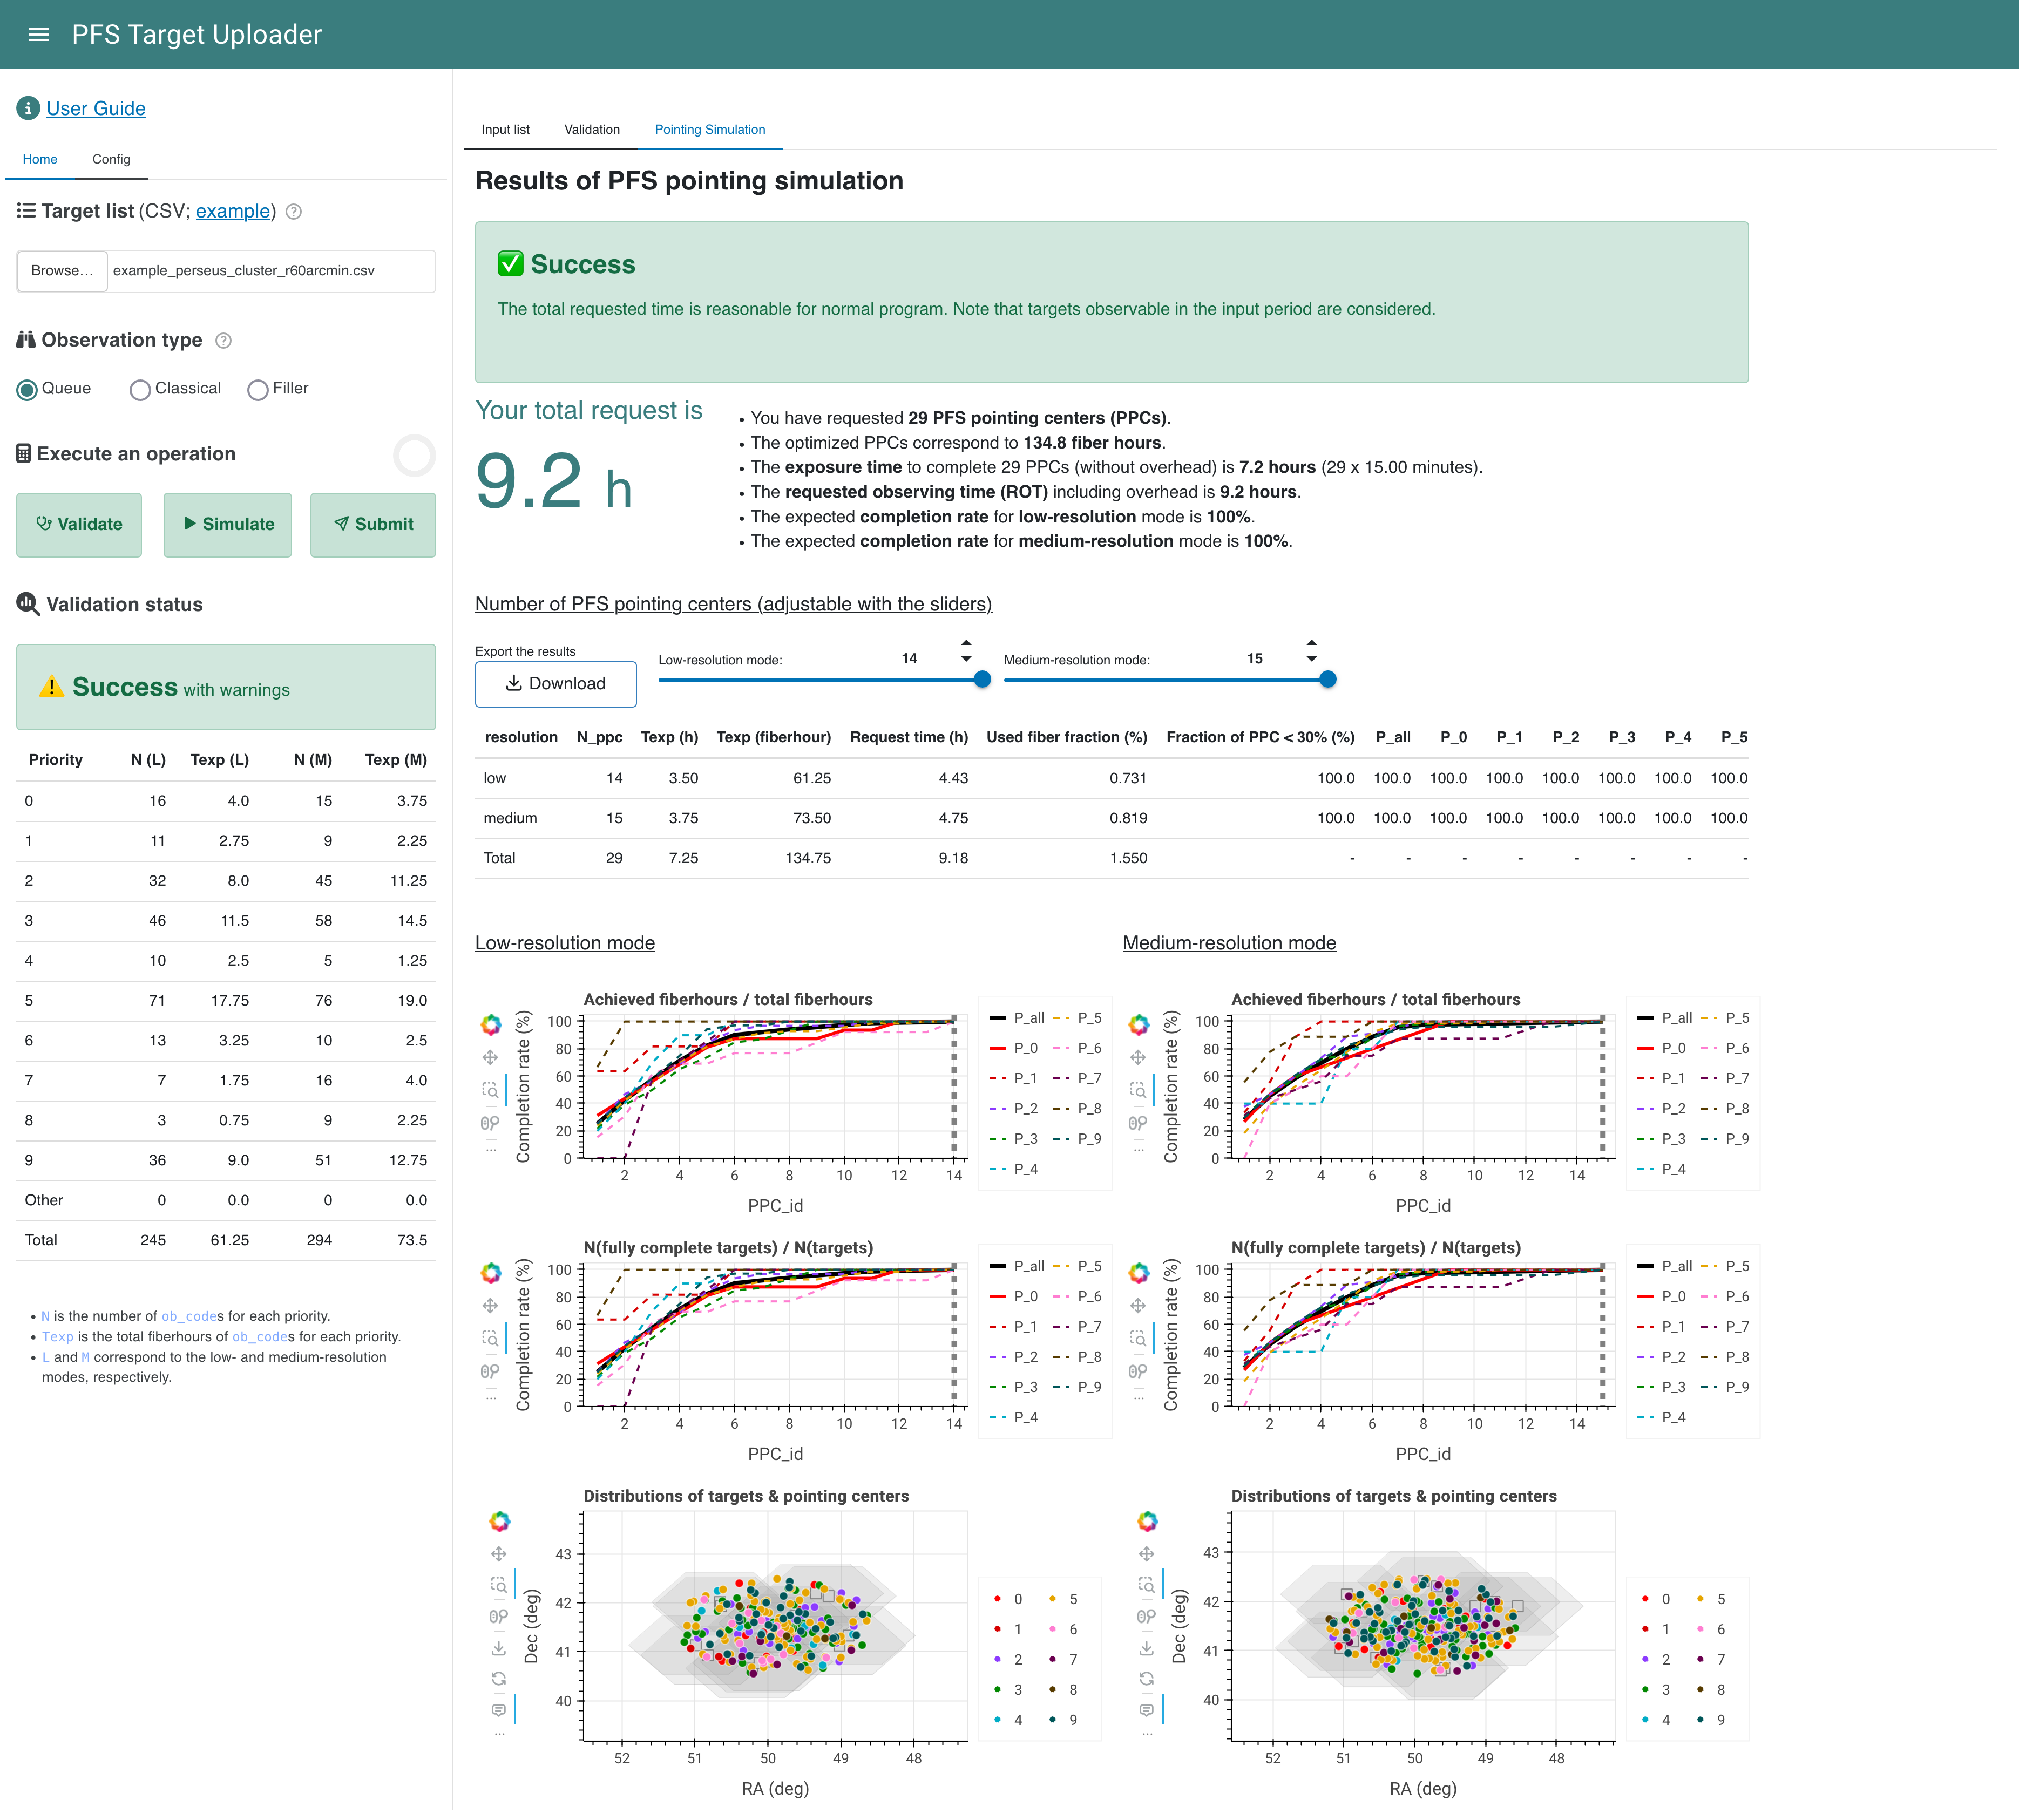 PFS Target Uploader
User Guide
Home Config
Target list (CSV; example) ?
Browse... example_perseus_cluster_r60arcmin.csv
Observation type ?
Queue Classical Filler
Execute an operation
Validate Simulate Submit
Validation status
Success with warnings
Priority N (L) Texp (L) N (M) Texp (M)
0 16 4.0 15 3.75
1 11 2.75 9 2.25
2 32 8.0 45 11.25
3 46 11.5 58 14.5
4 10 2.5 5 1.25
5 71 17.75 76 19.0
6 13 3.25 10 2.5
7 7 1.75 16 4.0
8 3 0.75 9 2.25
9 36 9.0 51 12.75
Other 0 0.0 0 0.0
Total 245 61.25 294 73.5
• N is the number of ob_codes for each priority.
• Texp is the total fiberhours of ob_codes for each priority.
• L and M correspond to the low- and medium-resolution
modes, respectively.
Input list Validation Pointing Simulation
Results of PFS pointing simulation
Success
The total requested time is reasonable for normal program. Note that targets observable in the input period are considered.
Your total request is
9.2 h
• You have requested 29 PFS pointing centers (PPCs).
• The optimized PPCs correspond to 134.8 fiber hours.
• The exposure time to complete 29 PPCs (without overhead) is 7.2 hours (29 x 15.00 minutes).
• The requested observing time (ROT) including overhead is 9.2 hours.
• The expected completion rate for low-resolution mode is 100%.
• The expected completion rate for medium-resolution mode is 100%.
Number of PFS pointing centers (adjustable with the sliders)
Export the results
Download
Low-resolution mode: 14
Medium-resolution mode: 15
resolution N_ppc Texp (h) Texp (fiberhour) Request time (h) Used fiber fraction (%) Fraction of PPC < 30% (%) P_all P_0 P_1 P_2 P_3 P_4 P_5
low 14 3.50 61.25 4.43 0.731 100.0 100.0 100.0 100.0 100.0 100.0 100.0 100.0
medium 15 3.75 73.50 4.75 0.819 100.0 100.0 100.0 100.0 100.0 100.0 100.0 100.0
Total 29 7.25 134.75 9.18 1.550 - - - - - - - -
Low-resolution mode
Achieved fiberhours / total fiberhours
Completion rate (%)
100
80
60
40
20
0
2 4 6 8 10 12 14
PPC_id
P_all P_5
P_0 P_6
P_1 P_7
P_2 P_8
P_3 P_9
P_4
N(fully complete targets) / N(targets)
Completion rate (%)
100
80
60
40
20
0
2 4 6 8 10 12 14
PPC_id
P_all P_5
P_0 P_6
P_1 P_7
P_2 P_8
P_3 P_9
P_4
Distributions of targets & pointing centers
Dec (deg)
43
42
41
40
52 51 50 49 48
RA (deg)
0 5
1 6
2 7
3 8
4 9
Medium-resolution mode
Achieved fiberhours / total fiberhours
Completion rate (%)
100
80
60
40
20
0
2 4 6 8 10 12 14
PPC_id
P_all P_5
P_0 P_6
P_1 P_7
P_2 P_8
P_3 P_9
P_4
N(fully complete targets) / N(targets)
Completion rate (%)
100
80
60
40
20
0
2 4 6 8 10 12 14
PPC_id
P_all P_5
P_0 P_6
P_1 P_7
P_2 P_8
P_3 P_9
P_4
Distributions of targets & pointing centers
Dec (deg)
43
42
41
40
52 51 50 49 48
RA (deg)
0 5
1 6
2 7
3 8
4 9